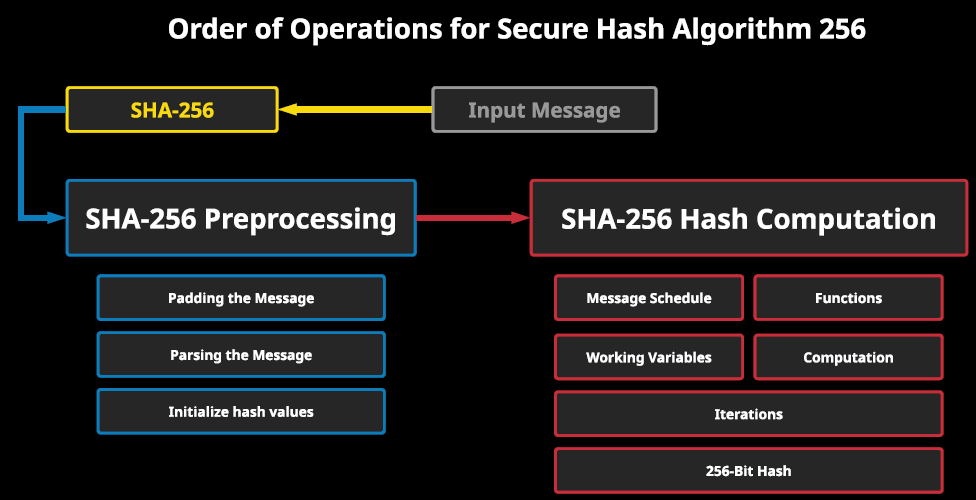 Order of Operations for Secure Hash Algorithm 256
SHA-256
Input Message
SHA-256 Preprocessing
SHA-256 Hash Computation
Padding the Message
Parsing the Message
Initialize hash values
Message Schedule
Functions
Working Variables
Computation
Iterations
256-Bit Hash